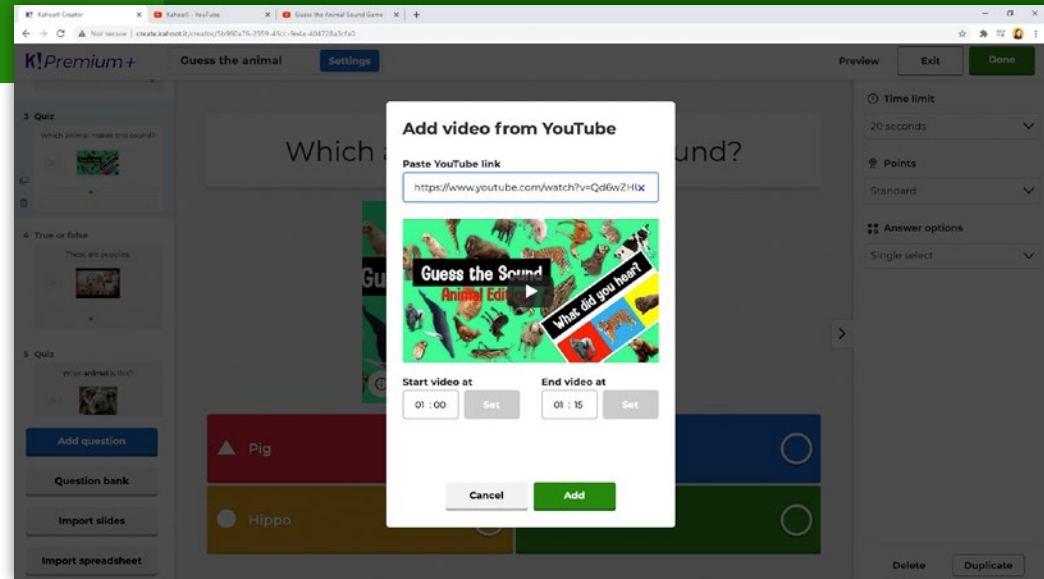 Kahoot! Creator
Kahoot! - YouTube
Guess the Animal Sound Game
Not secure
K! Premium+
Guess the animal
Settings
Preview
Exit
Done
3 Quiz
Which animal makes this sound?
4 True or false
These are puppies
5 Quiz
What animal is this?
Add question
Question bank
Import slides
Import spreadsheet
Which
und?
Gu
Pig
Hippo
Add video from YouTube
Paste YouTube link
https://www.youtube.com/watch?v=Qd6wZHU
Guess the Sound
Animal Edition
What did you hear?
Start video at
End video at
01 : 00
Set
01 : 15
Set
Cancel
Add
Time limit
20 seconds
Points
Standard
Answer options
Single select
Delete
Duplicate